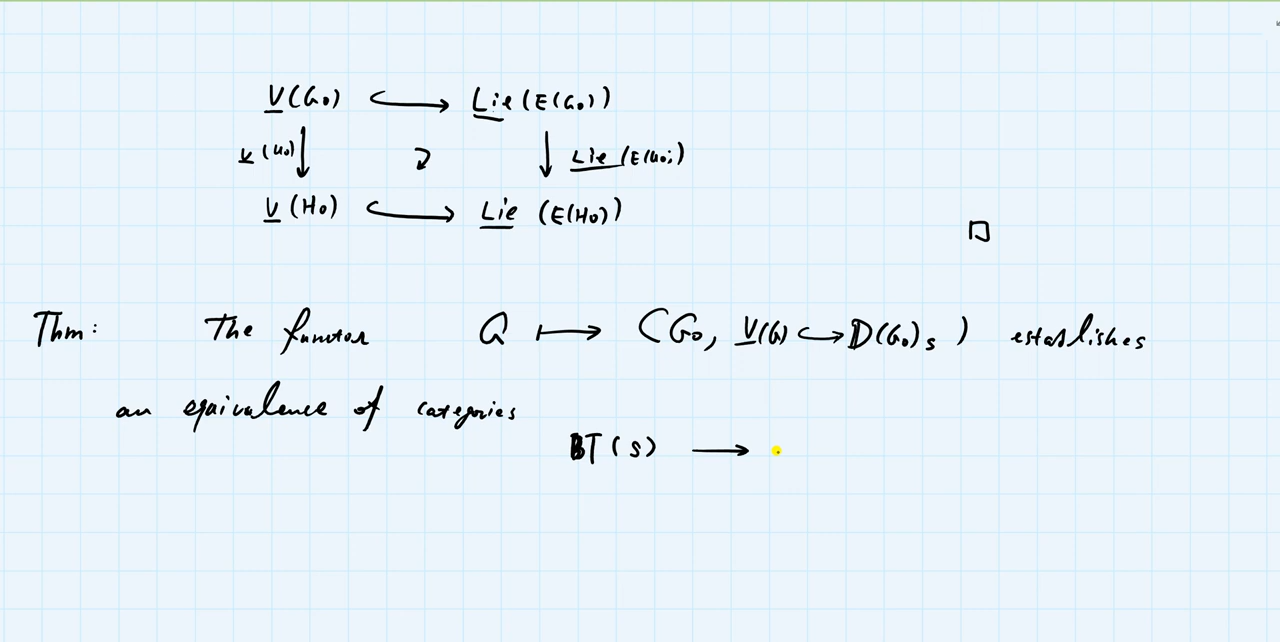 V(G₀) ↪ Lie(E(G₀))
V(u₀) ↓ ↻ ↓ Lie(E(u₀))
V(H₀) ↪ Lie (E(H₀))
□
Thm: The functor G ↦ (G₀, V(G) ↪ D(G₀)s ) establishes
an equivalence of categories
BT(S) →